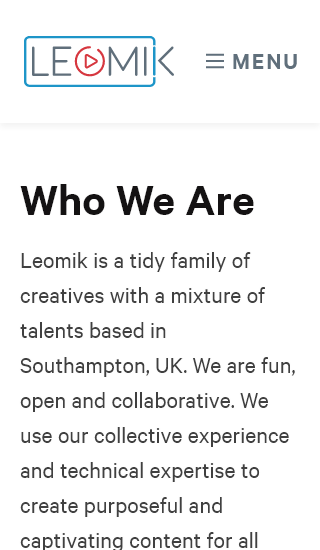 LEOMIK
MENU
Who We Are
Leomik is a tidy family of
creatives with a mixture of
talents based in
Southampton, UK. We are fun,
open and collaborative. We
use our collective experience
and technical expertise to
create purposeful and
captivating content for all